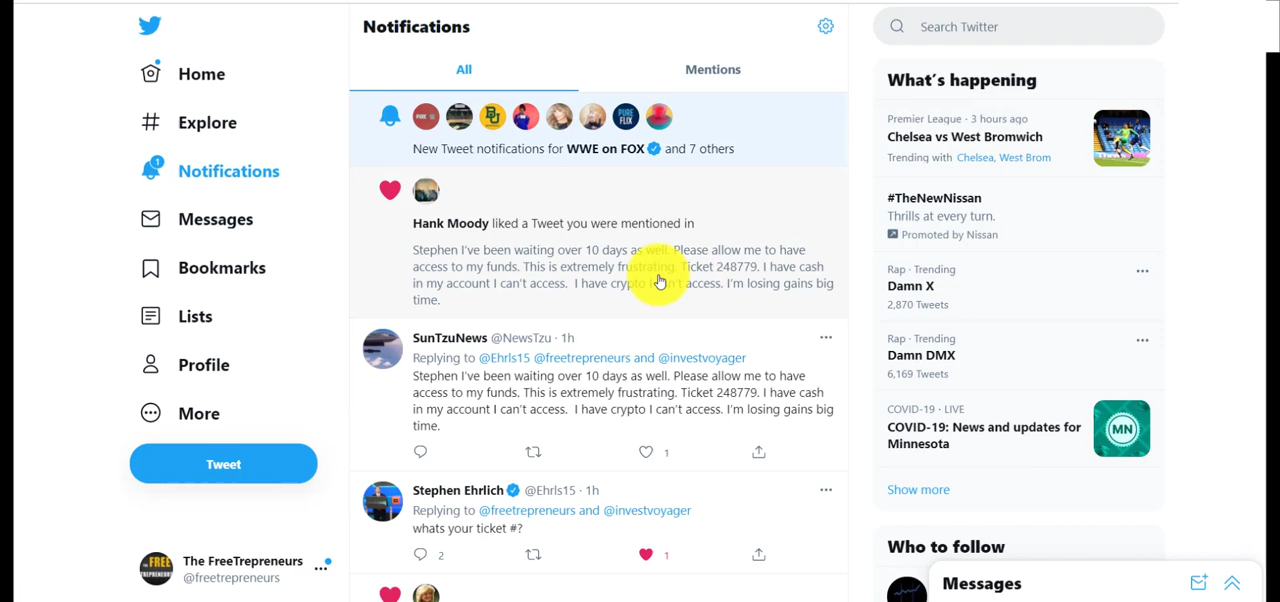 Home
Explore
1
Notifications
Messages
Bookmarks
Lists
Profile
More
Tweet
THE FREE
TREPRENEUR
The FreeTrepreneurs
@freetrepreneurs
Notifications
All
Mentions
FOX
BU
PURE
FLIX
New Tweet notifications for WWE on FOX and 7 others
Hank Moody liked a Tweet you were mentioned in
Stephen I've been waiting over 10 days as well. Please allow me to have
access to my funds. This is extremely frustrating. Ticket 248779. I have cash
in my account I can't access.  I have crypto I can't access. I'm losing gains big
time.
SunTzuNews @NewsTzu · 1h
Replying to @Ehrls15 @freetrepreneurs and @investvoyager
Stephen I've been waiting over 10 days as well. Please allow me to have
access to my funds. This is extremely frustrating. Ticket 248779. I have cash
in my account I can't access.  I have crypto I can't access. I'm losing gains big
time.
1
Stephen Ehrlich @Ehrls15 · 1h
Replying to @freetrepreneurs and @investvoyager
whats your ticket #?
2
1
Search Twitter
What's happening
Premier League · 3 hours ago
Chelsea vs West Bromwich
Trending with Chelsea, West Brom
#TheNewNissan
Thrills at every turn.
Promoted by Nissan
Rap · Trending
Damn X
2,870 Tweets
Rap · Trending
Damn DMX
6,169 Tweets
COVID-19 · LIVE
COVID-19: News and updates for
Minnesota
MN
Show more
Who to follow
Messages